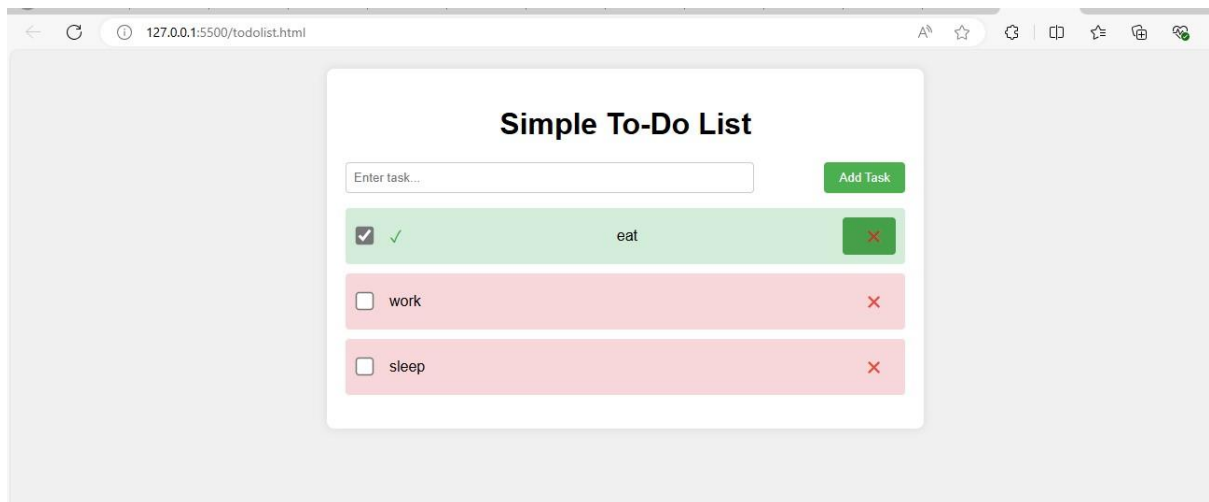 127.0.0.1:5500/todolist.html
Simple To-Do List
Enter task...
Add Task
✓ eat ×
work ×
sleep ×